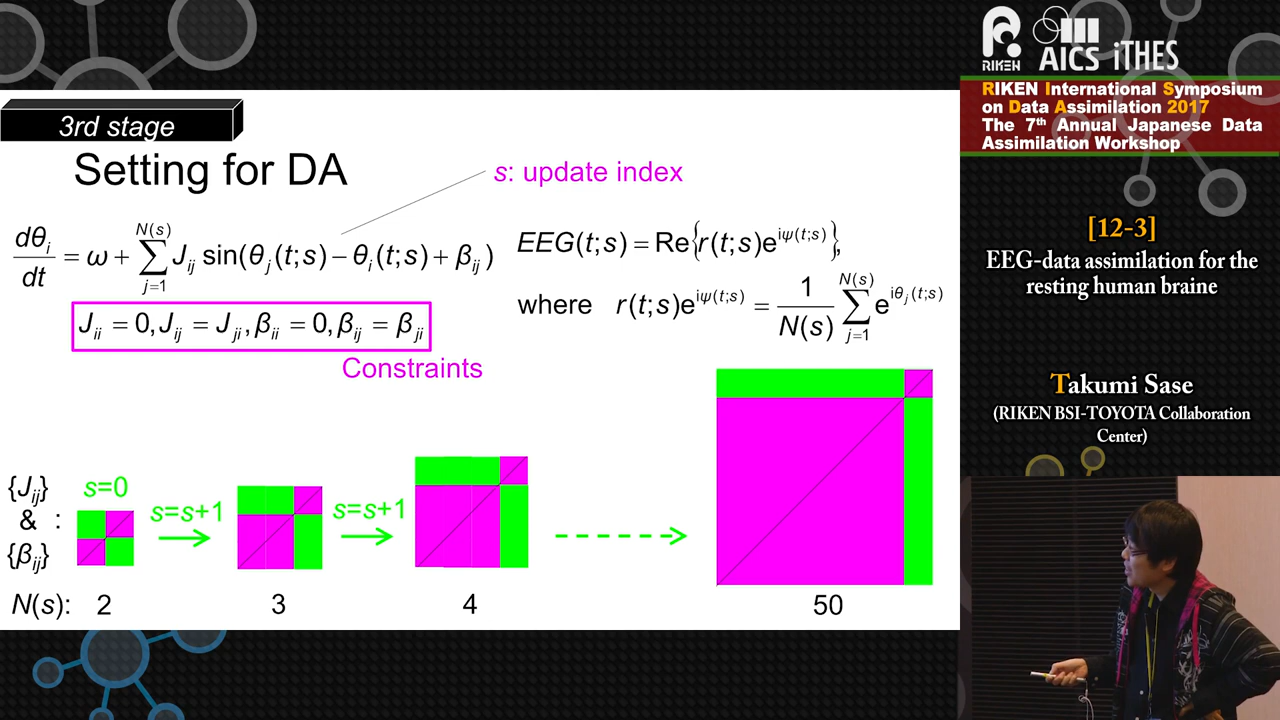 3rd stage
Setting for DA
s: update index
dθi/dt = ω + Σ_{j=1}^{N(s)} Jij sin(θj(t;s) − θi(t;s) + βij)
Jii = 0, Jij = Jji, βii = 0, βij = βji
Constraints
EEG(t;s) = Re{r(t;s)e^{iψ(t;s)}},
where r(t;s)e^{iψ(t;s)} = 1/N(s) Σ_{j=1}^{N(s)} e^{iθj(t;s)}
{Jij}
& :
{βij}
s=0
s=s+1
s=s+1
N(s): 2 3 4 50
RIKEN AICS iTHES
RIKEN International Symposium
on Data Assimilation 2017
The 7th Annual Japanese Data
Assimilation Workshop
[12-3]
EEG-data assimilation for the
resting human braine
Takumi Sase
(RIKEN BSI-TOYOTA Collaboration
Center)